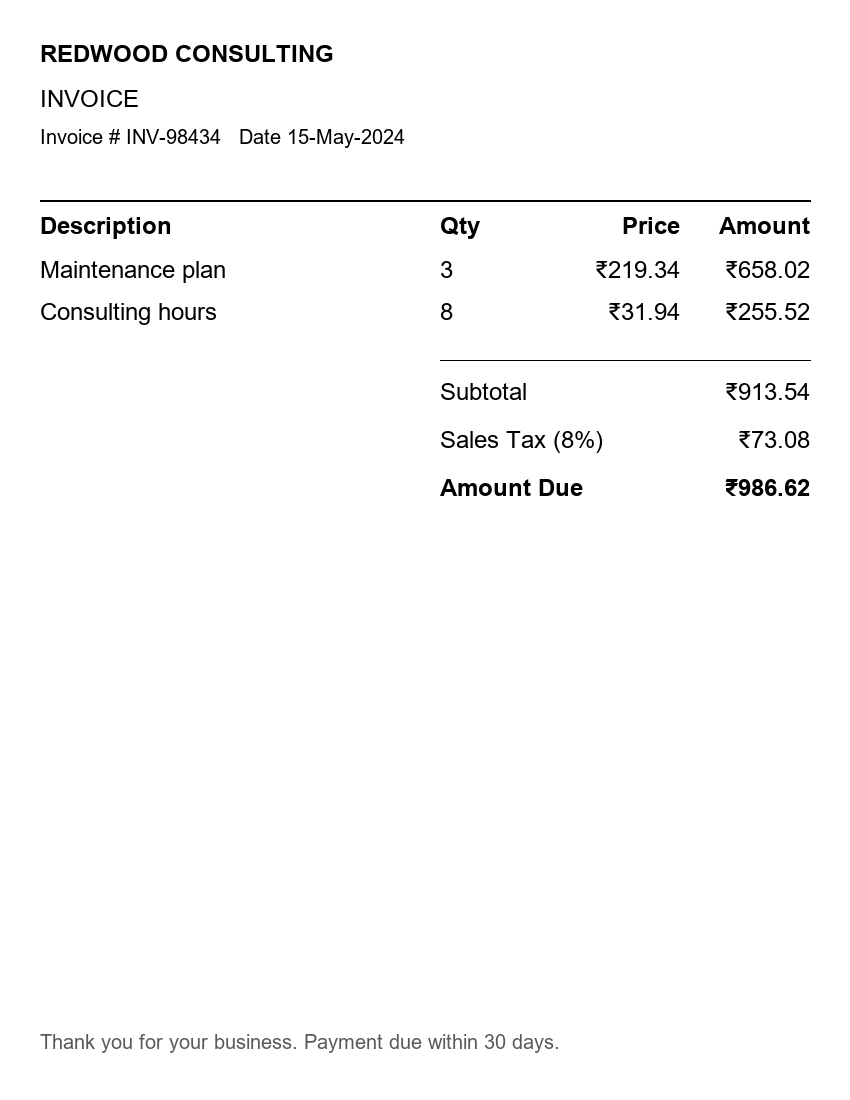 REDWOOD CONSULTING
INVOICE
Invoice # INV-98434 Date 15-May-2024
Description Qty Price Amount
Maintenance plan 3 ₹219.34 ₹658.02
Consulting hours 8 ₹31.94 ₹255.52
Subtotal ₹913.54
Sales Tax (8%) ₹73.08
Amount Due ₹986.62
Thank you for your business. Payment due within 30 days.